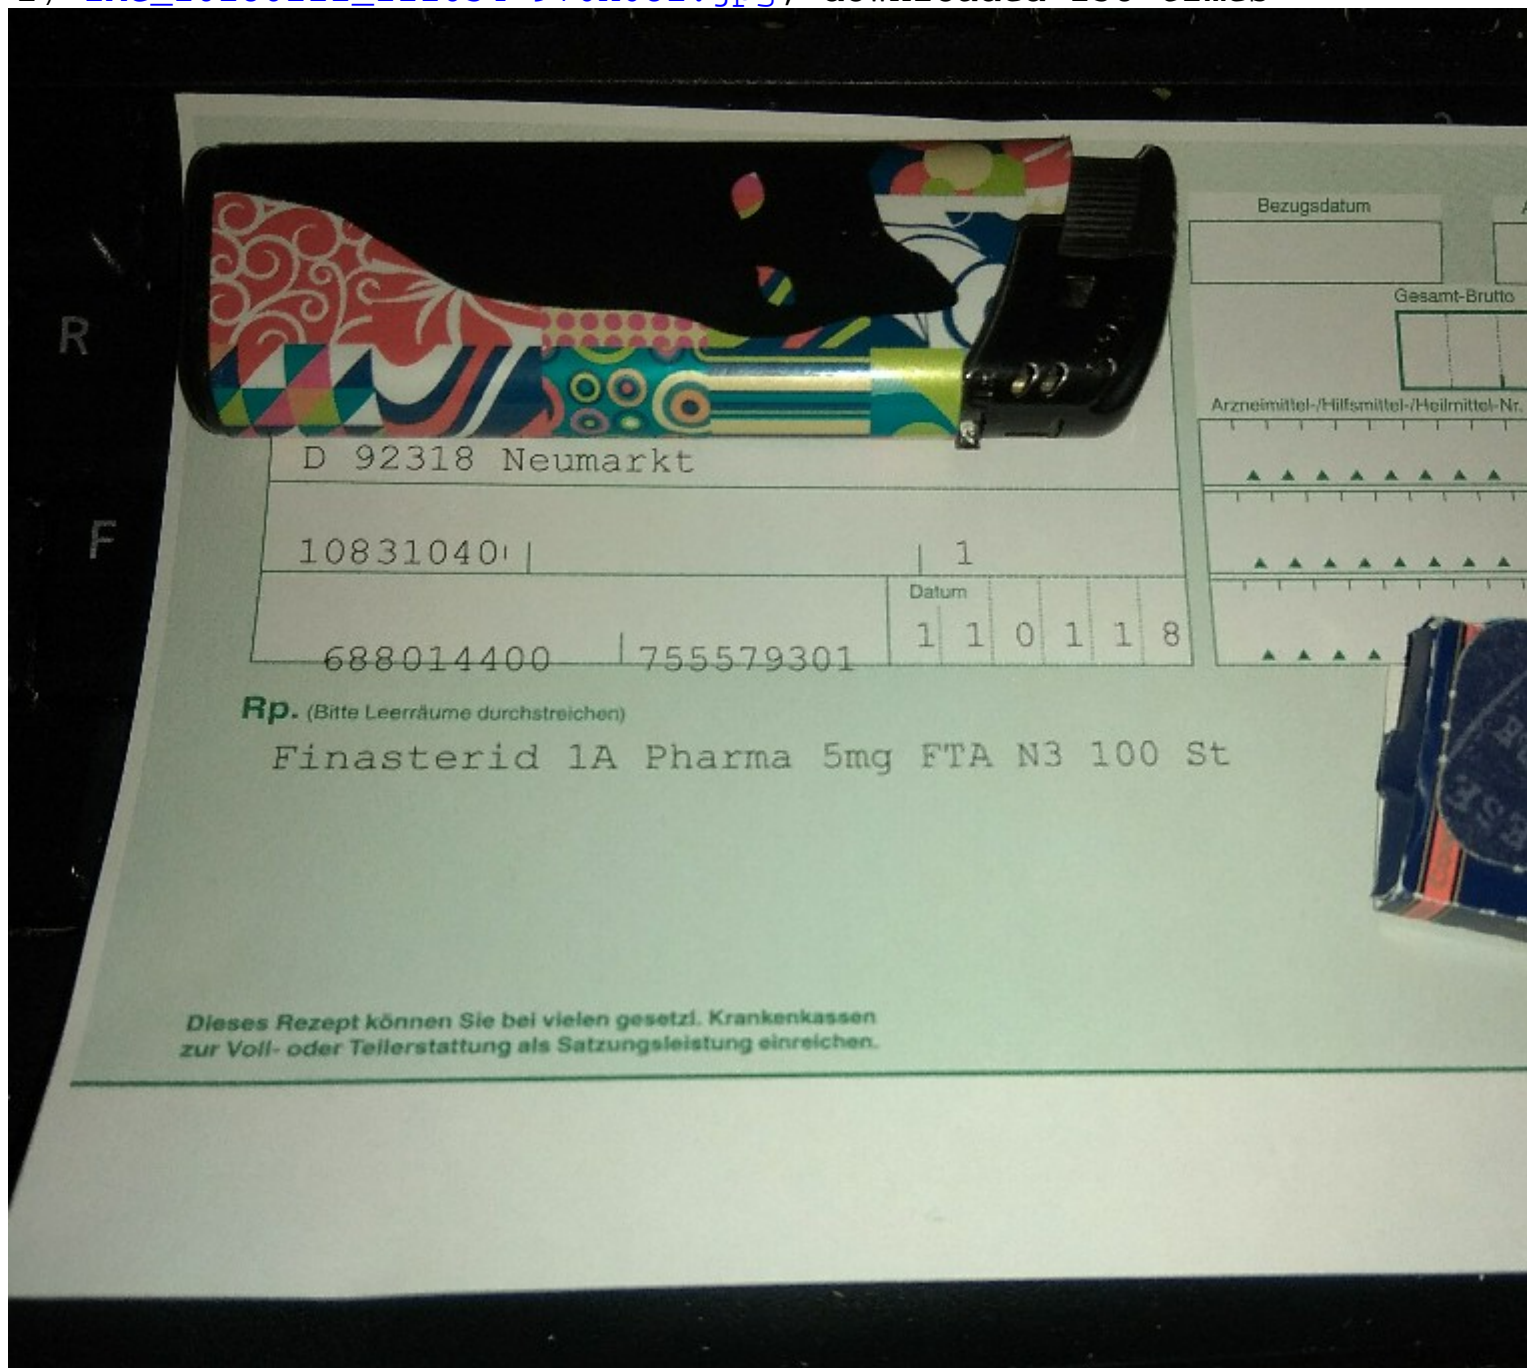 Bezugsdatum
Gesamt-Brutto
Arzneimittel-/Hilfsmittel-/Heilmittel-Nr.
D 92318 Neumarkt
10831040
1
Datum
1 1 0 1 1 8
688014400 755579301
Rp. (Bitte Leerräume durchstreichen)
Finasterid 1A Pharma 5mg FTA N3 100 St
Dieses Rezept können Sie bei vielen gesetzl. Krankenkassen
zur Voll- oder Teilerstattung als Satzungsleistung einreichen.
R
F